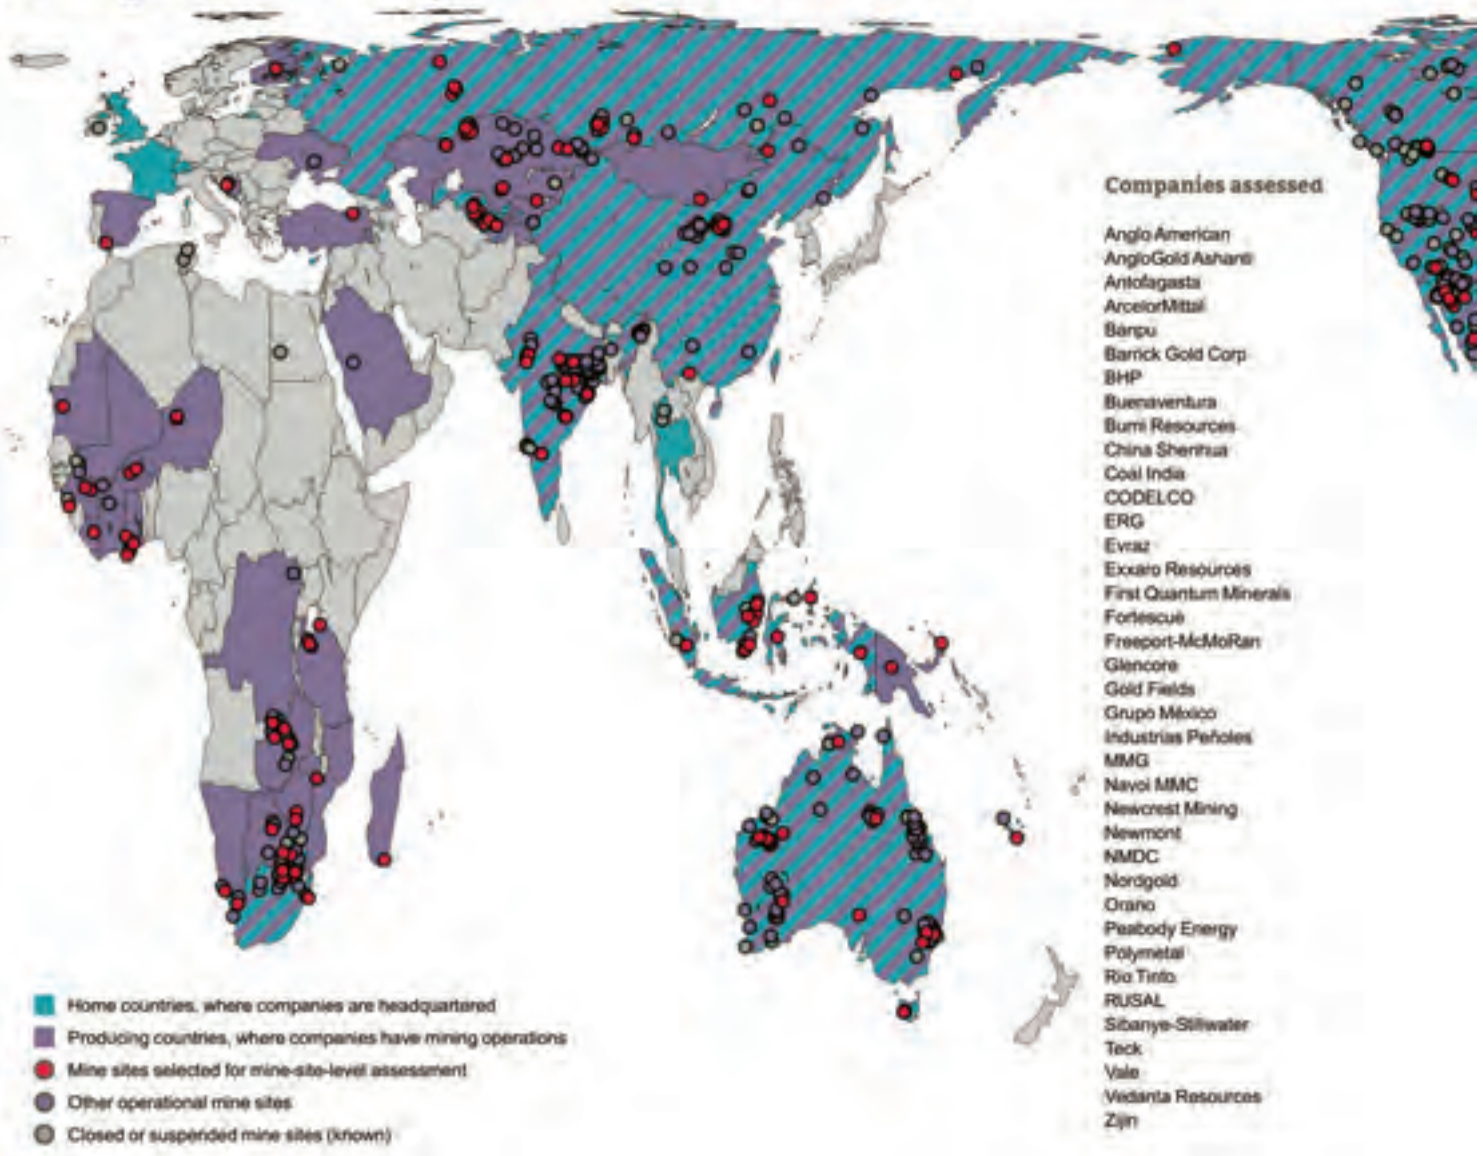 Companies assessed
Anglo American
AngloGold Ashanti
Antofagasta
ArcelorMittal
Banpu
Barrick Gold Corp
BHP
Buenaventura
Bumi Resources
China Shenhua
Coal India
CODELCO
ERG
Evraz
Exxaro Resources
First Quantum Minerals
Fortescue
Freeport-McMoRan
Glencore
Gold Fields
Grupo México
Industrias Peñoles
MMG
Navoi MMC
Newcrest Mining
Newmont
NMDC
Nordgold
Orano
Peabody Energy
Polymetal
Rio Tinto
RUSAL
Sibanye-Stillwater
Teck
Vale
Vedanta Resources
Zijin
Home countries, where companies are headquartered
Producing countries, where companies have mining operations
Mine sites selected for mine-site-level assessment
Other operational mine sites
Closed or suspended mine sites (known)